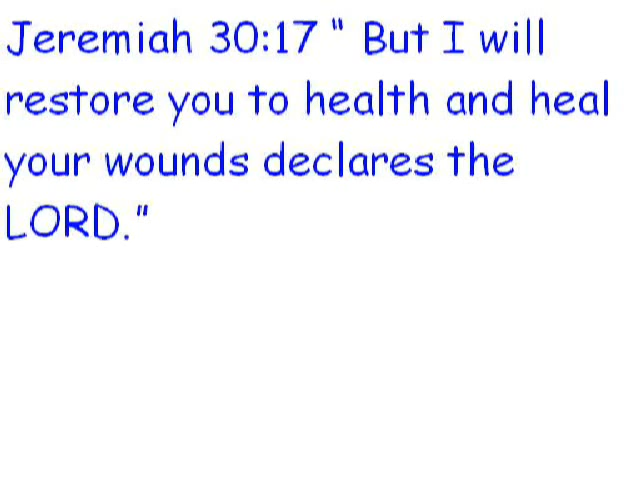 Jeremiah 30:17 " But I will
restore you to health and heal
your wounds declares the
LORD."